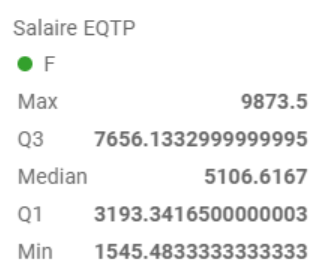 Salaire EQTP
F
Max 9873.5
Q3 7656.1332999999995
Median 5106.6167
Q1 3193.3416500000003
Min 1545.4833333333333